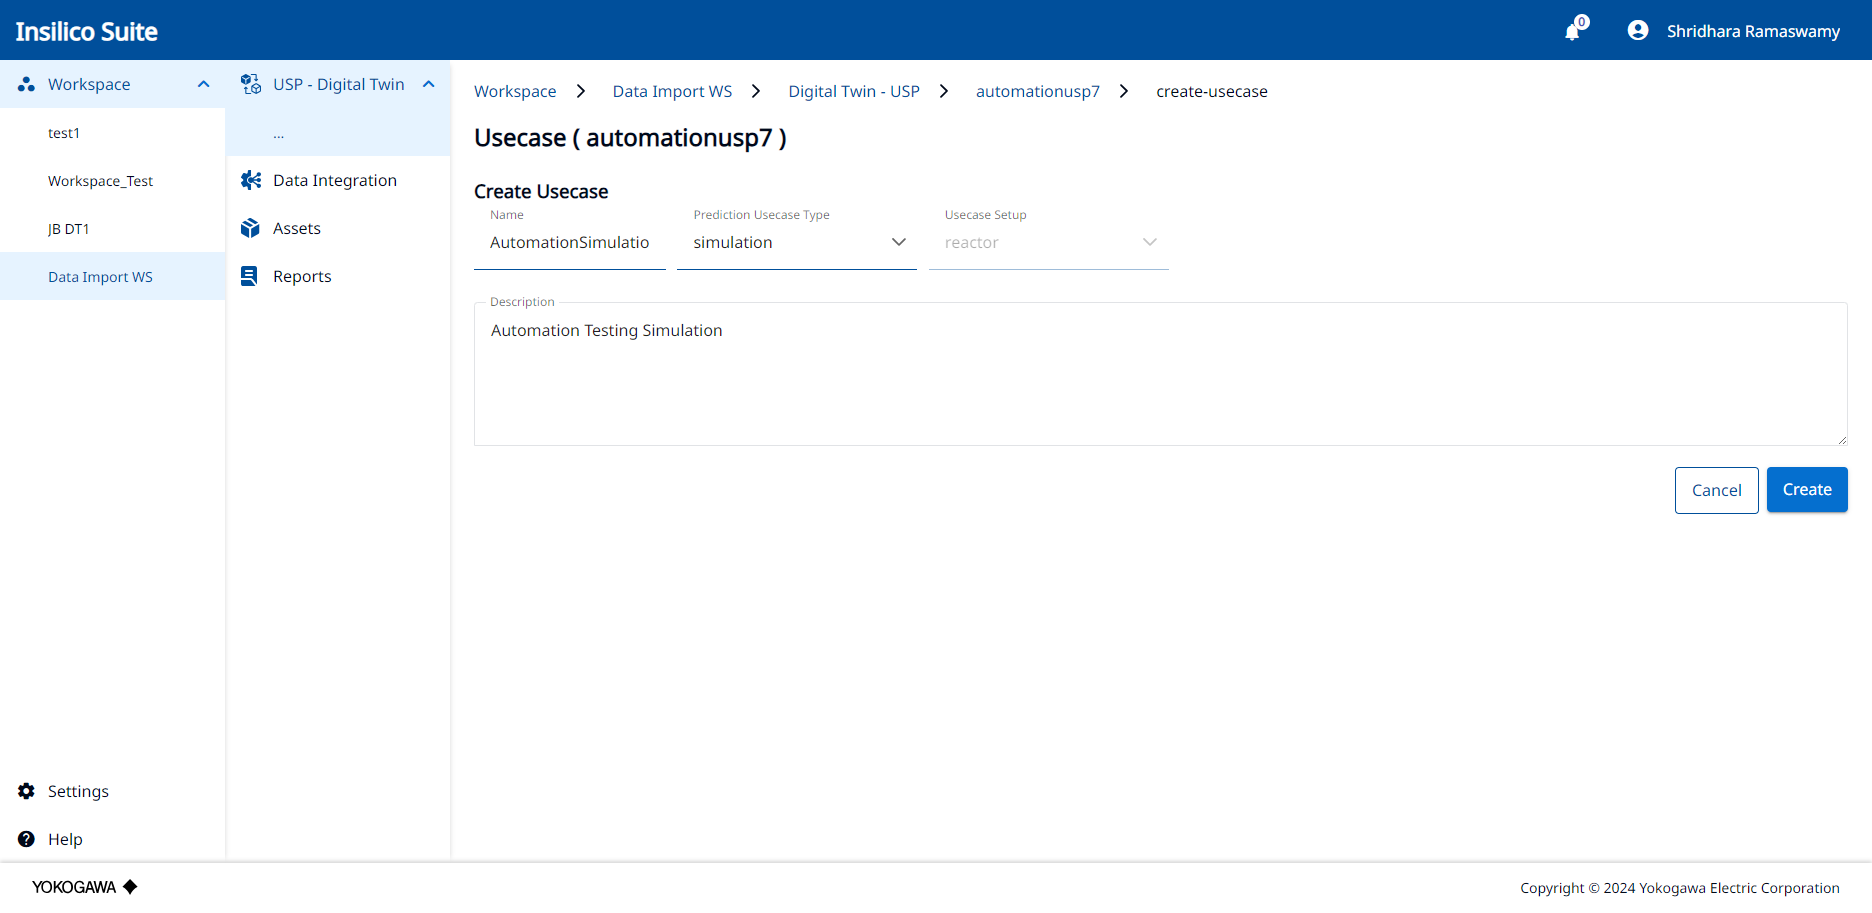 Insilico Suite
0
Shridhara Ramaswamy
Workspace
test1
Workspace_Test
JB DT1
Data Import WS
Settings
Help
USP - Digital Twin
...
Data Integration
Assets
Reports
Workspace
Data Import WS
Digital Twin - USP
automationusp7
create-usecase
Usecase ( automationusp7 )
Create Usecase
Name
AutomationSimulatio
Prediction Usecase Type
simulation
Usecase Setup
reactor
Description
Automation Testing Simulation
Cancel
Create
YOKOGAWA
Copyright © 2024 Yokogawa Electric Corporation